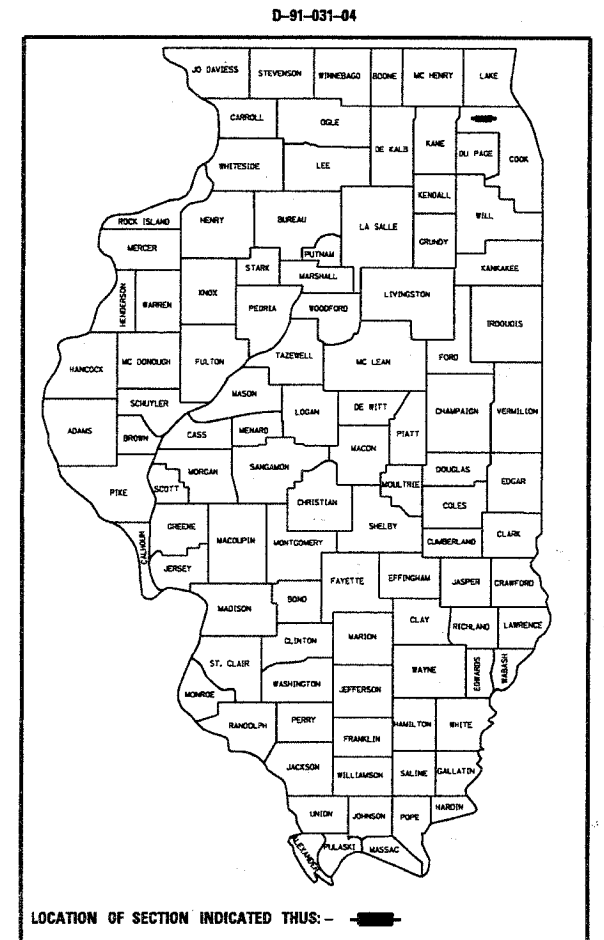 D-91-031-04
JO DAVIESS STEVENSON WINNEBAGO BOONE MC HENRY LAKE
CARROLL OGLE
DE KALB KANE DU PAGE COOK
WHITESIDE LEE
KENDALL WILL
ROCK ISLAND HENRY BUREAU LA SALLE
GRUNDY
MERCER PUTNAM
STARK MARSHALL KANKAKEE
HENDERSON WARREN KNOX PEORIA WOODFORD LIVINGSTON
IROQUOIS
HANCOCK MC DONOUGH FULTON TAZEWELL MC LEAN FORD
SCHUYLER MASON
ADAMS LOGAN DE WITT CHAMPAIGN VERMILION
BROWN CASS MENARD PIATT
MACON
MORGAN SANGAMON DOUGLAS
PIKE SCOTT MOULTRIE EDGAR
CHRISTIAN COLES
GREENE SHELBY
CALHOUN MACOUPIN MONTGOMERY CUMBERLAND CLARK
JERSEY
FAYETTE EFFINGHAM JASPER CRAWFORD
MADISON BOND
CLAY RICHLAND LAWRENCE
CLINTON MARION
ST. CLAIR WAYNE EDWARDS WABASH
WASHINGTON JEFFERSON
MONROE
RANDOLPH PERRY HAMILTON WHITE
FRANKLIN
JACKSON WILLIAMSON SALINE GALLATIN
HARDIN
UNION JOHNSON POPE
ALEXANDER PULASKI MASSAC
LOCATION OF SECTION INDICATED THUS: -